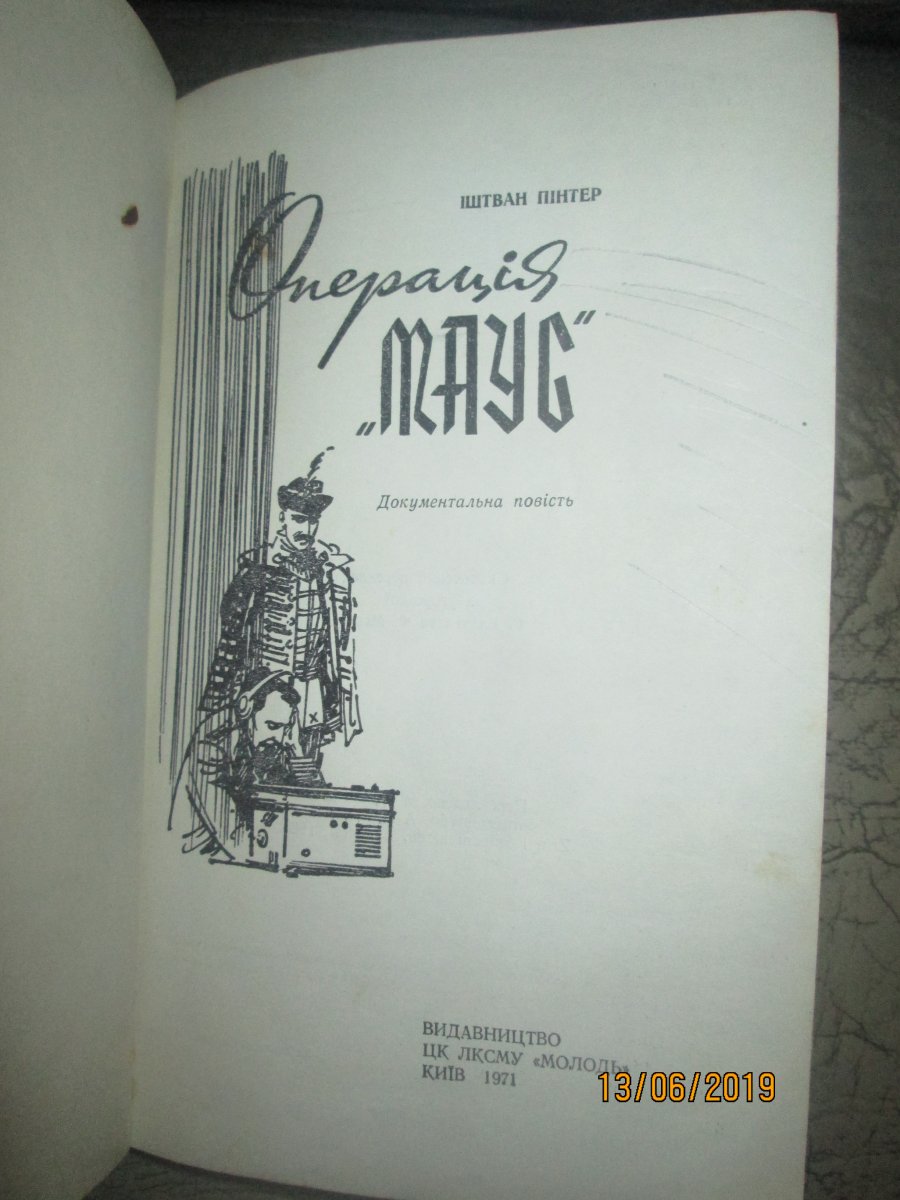 ІШТВАН ПІНТЕР
Операція
„МАУС“
Документальна повість
ВИДАВНИЦТВО
ЦК ЛКСМУ «МОЛОДЬ»
КИЇВ 1971
13/06/2019